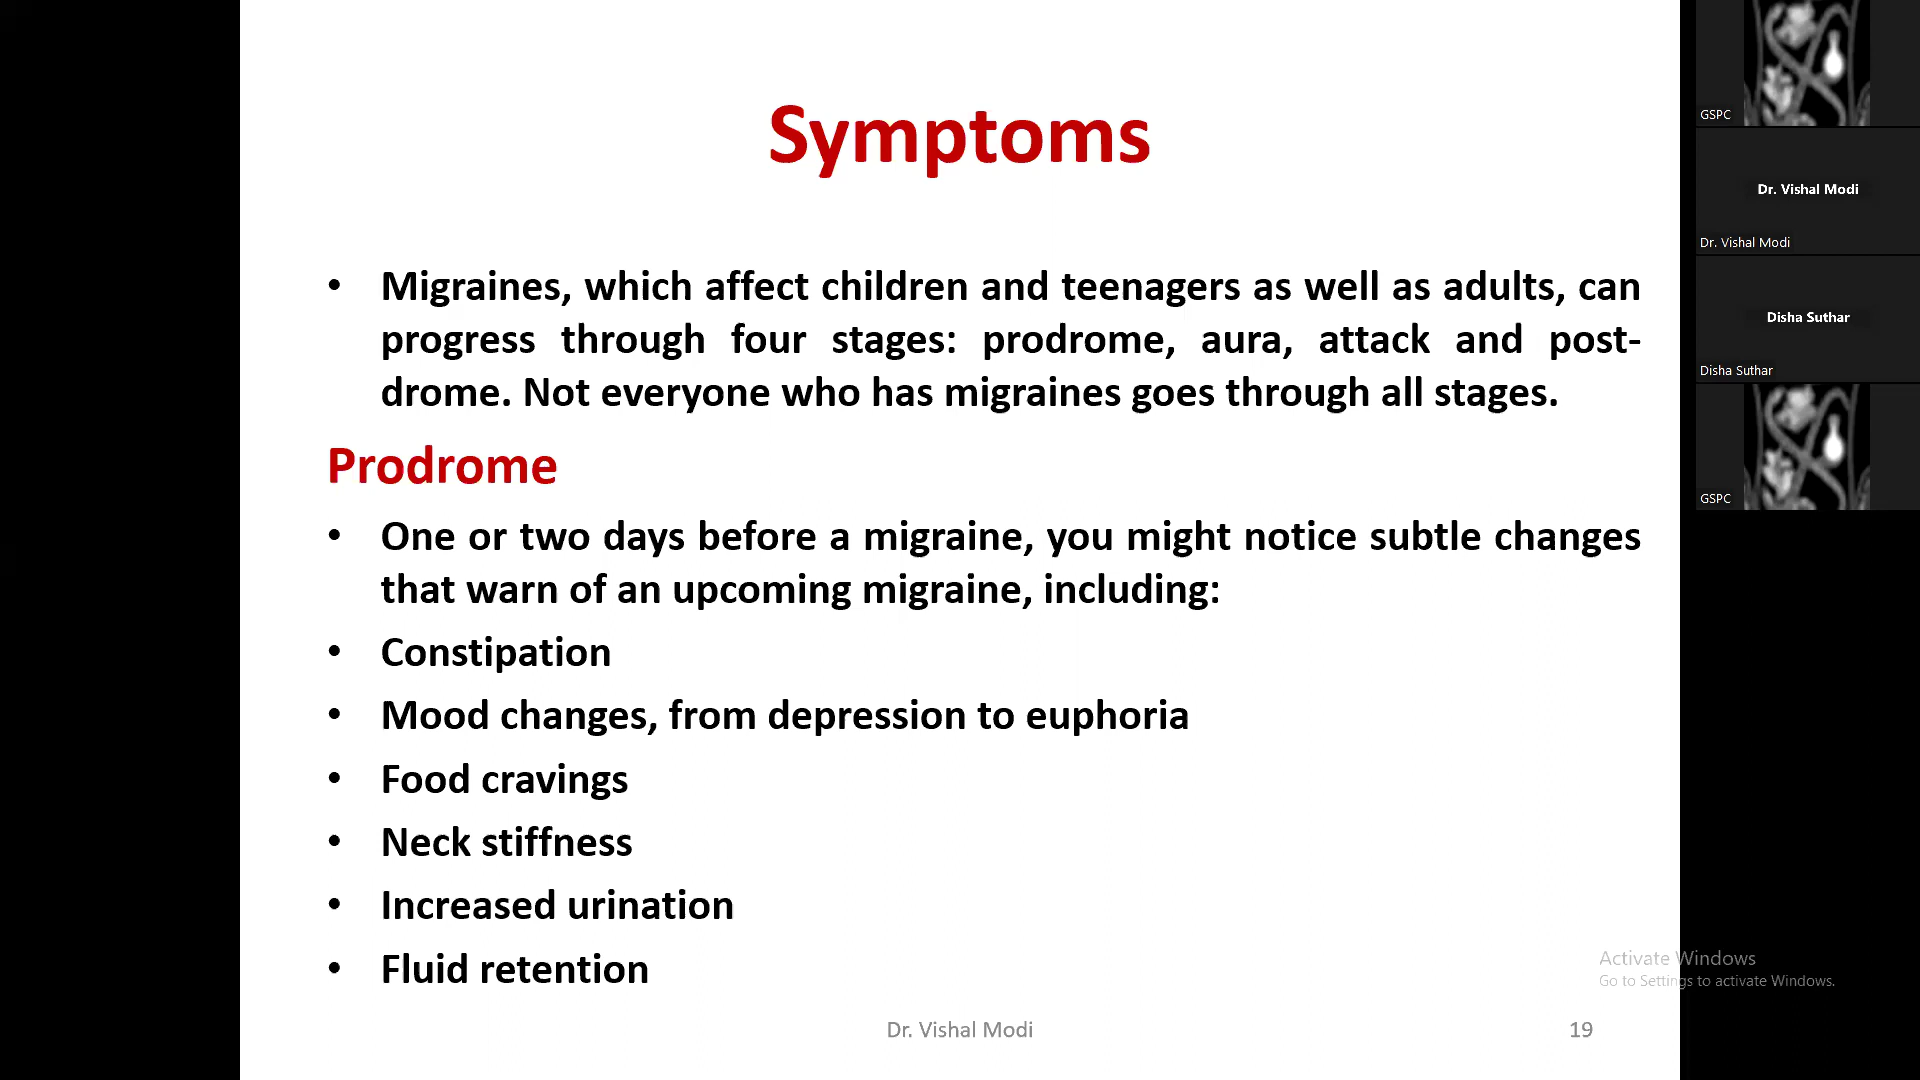 Symptoms
• Migraines, which affect children and teenagers as well as adults, can
progress through four stages: prodrome, aura, attack and post-
drome. Not everyone who has migraines goes through all stages.
Prodrome
• One or two days before a migraine, you might notice subtle changes
that warn of an upcoming migraine, including:
• Constipation
• Mood changes, from depression to euphoria
• Food cravings
• Neck stiffness
• Increased urination
• Fluid retention
Dr. Vishal Modi
19
Activate Windows
Go to Settings to activate Windows.
GSPC
Dr. Vishal Modi
Dr. Vishal Modi
Disha Suthar
Disha Suthar
GSPC